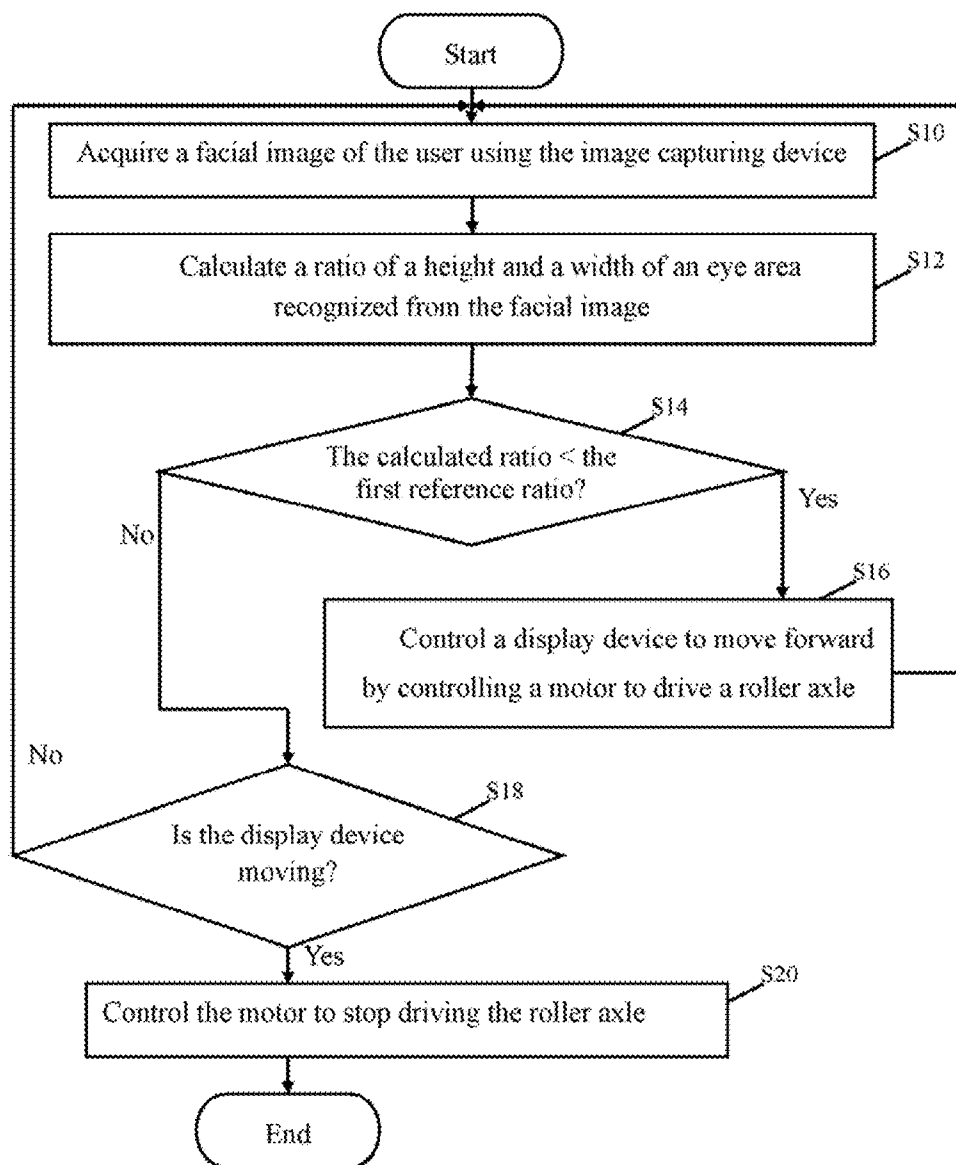 Start
S10
Acquire a facial image of the user using the image capturing device
S12
Calculate a ratio of a height and a width of an eye area
recognized from the facial image
S14
The calculated ratio < the
first reference ratio?
Yes
No
S16
Control a display device to move forward
by controlling a motor to drive a roller axle
No
S18
Is the display device
moving?
Yes
S20
Control the motor to stop driving the roller axle
End